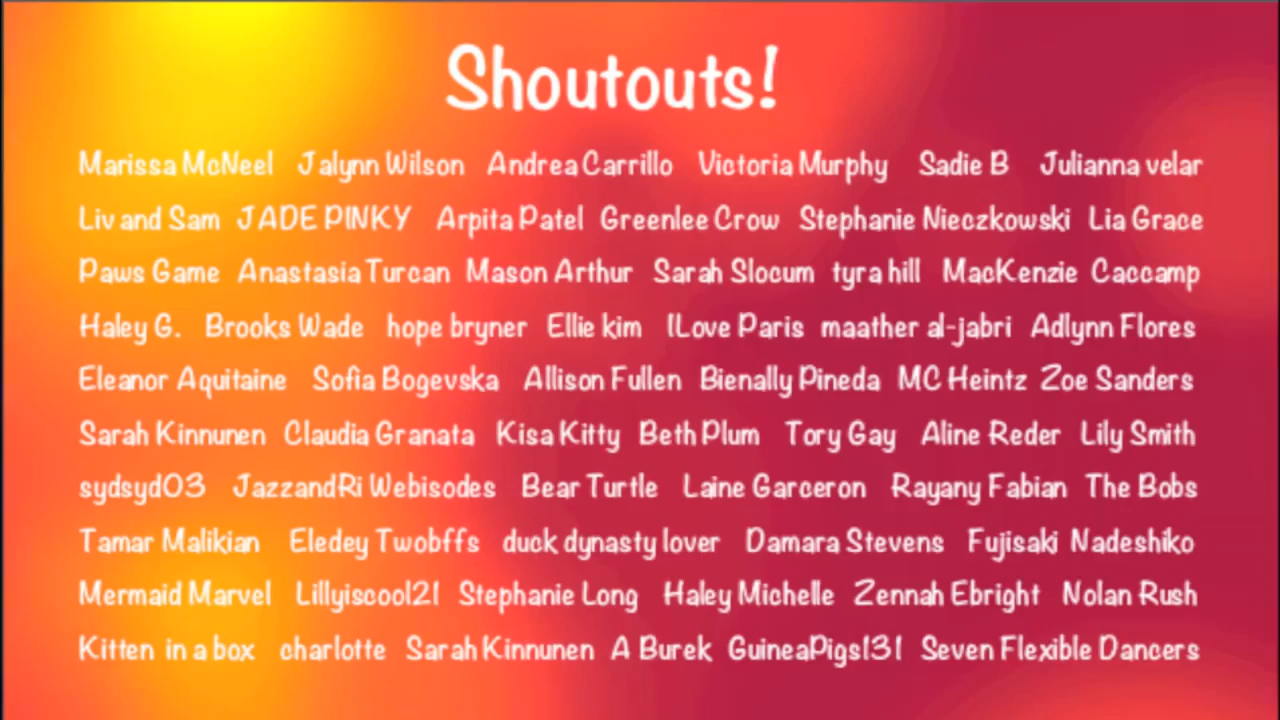 Shoutouts!
Marissa McNeel Jalynn Wilson Andrea Carrillo Victoria Murphy Sadie B Julianna velar
Liv and Sam JADE PINKY Arpita Patel Greenlee Crow Stephanie Nieczkowski Lia Grace
Paws Game Anastasia Turcan Mason Arthur Sarah Slocum tyra hill MacKenzie Caccamp
Haley G. Brooks Wade hope bryner Ellie kim ILove Paris maather al-jabri Adlynn Flores
Eleanor Aquitaine Sofia Bogevska Allison Fullen Bienally Pineda MC Heintz Zoe Sanders
Sarah Kinnunen Claudia Granata Kisa Kitty Beth Plum Tory Gay Aline Reder Lily Smith
sydsyd03 JazzandRi Webisodes Bear Turtle Laine Garceron Rayany Fabian The Bobs
Tamar Malikian Eledey Twobffs duck dynasty lover Damara Stevens Fujisaki Nadeshiko
Mermaid Marvel Lillyiscool21 Stephanie Long Haley Michelle Zennah Ebright Nolan Rush
Kitten in a box charlotte Sarah Kinnunen A Burek GuineaPigs131 Seven Flexible Dancers